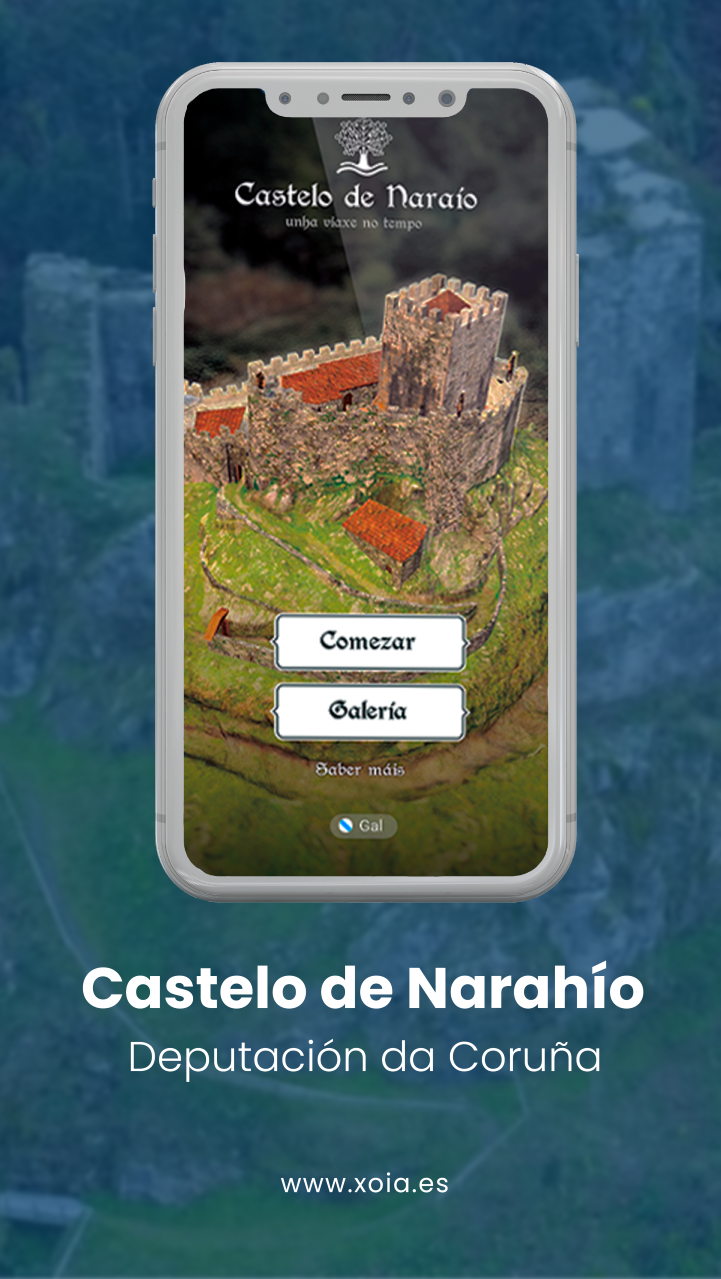 Castelo de Naraío
unha viaxe no tempo
Comezar
Galería
Saber máis
Gal
Castelo de Narahío
Deputación da Coruña
www.xoia.es